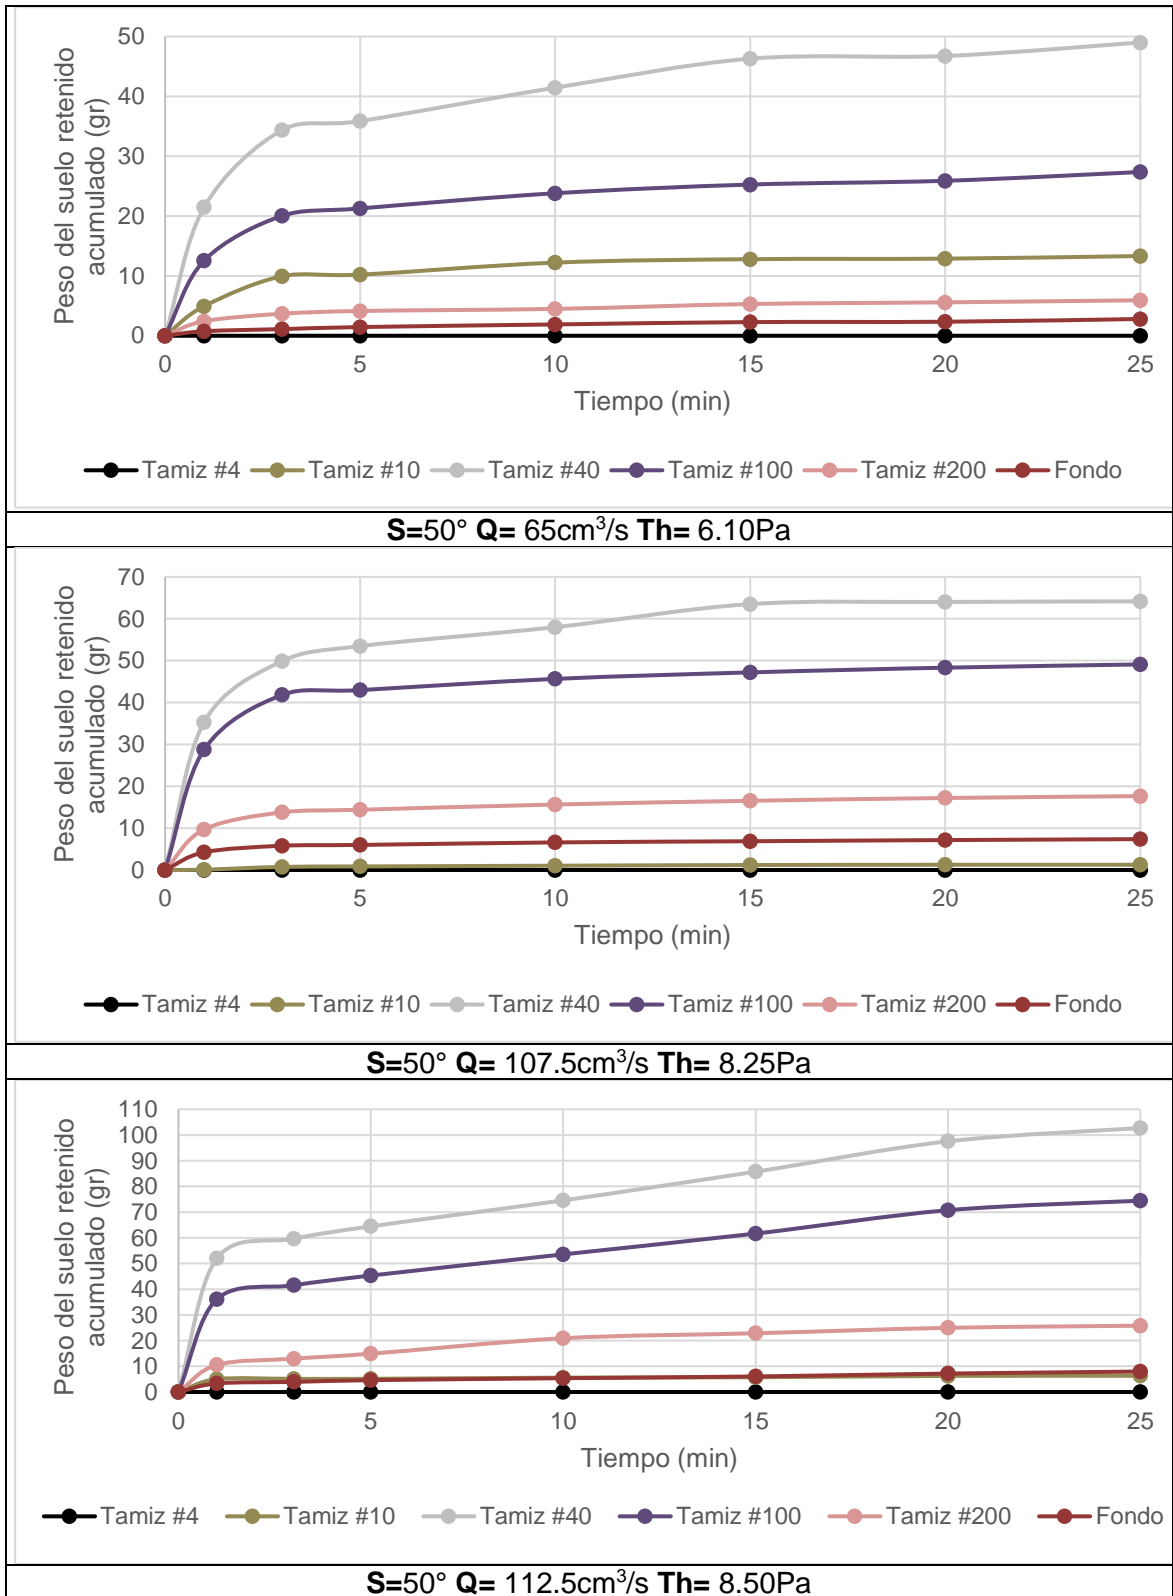 Peso del suelo retenido
acumulado (gr)
50
40
30
20
10
0
0 5 10 15 20 25
Tiempo (min)
Tamiz #4 Tamiz #10 Tamiz #40 Tamiz #100 Tamiz #200 Fondo
S=50° Q= 65cm³/s Th= 6.10Pa
Peso del suelo retenido
acumulado (gr)
70
60
50
40
30
20
10
0
0 5 10 15 20 25
Tiempo (min)
Tamiz #4 Tamiz #10 Tamiz #40 Tamiz #100 Tamiz #200 Fondo
S=50° Q= 107.5cm³/s Th= 8.25Pa
Peso del suelo retenido
acumulado (gr)
110
100
90
80
70
60
50
40
30
20
10
0
0 5 10 15 20 25
Tiempo (min)
Tamiz #4 Tamiz #10 Tamiz #40 Tamiz #100 Tamiz #200 Fondo
S=50° Q= 112.5cm³/s Th= 8.50Pa